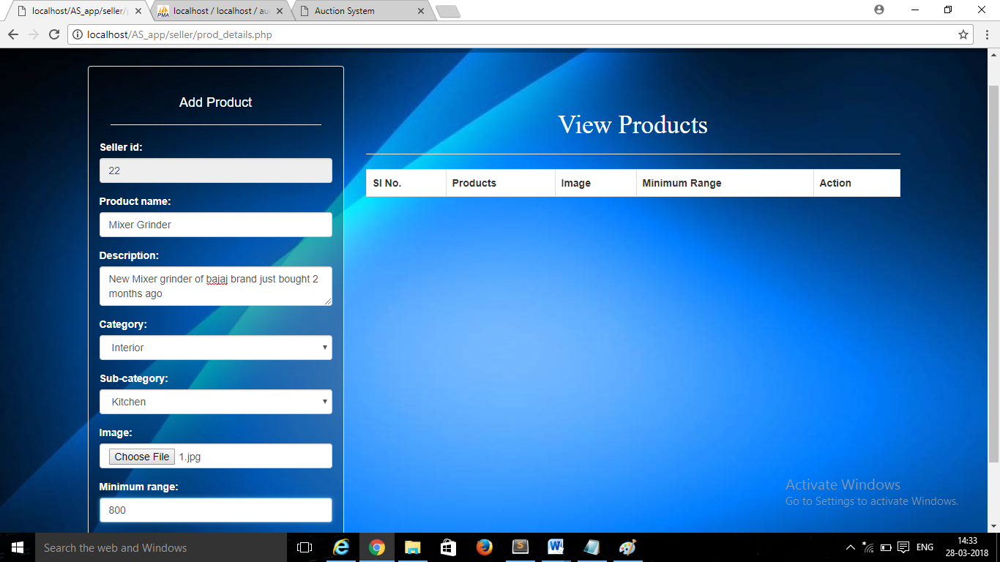 localhost/AS_app/seller/p
localhost / localhost / au
Auction System
localhost/AS_app/seller/prod_details.php
Add Product
Seller id:
22
Product name:
Mixer Grinder
Description:
New Mixer grinder of bajaj brand just bought 2
months ago
Category:
Interior
Sub-category:
Kitchen
Image:
Choose File 1.jpg
Minimum range:
800
View Products
Sl No. Products Image Minimum Range Action
Activate Windows
Go to Settings to activate Windows.
Search the web and Windows
ENG
14:33
28-03-2018